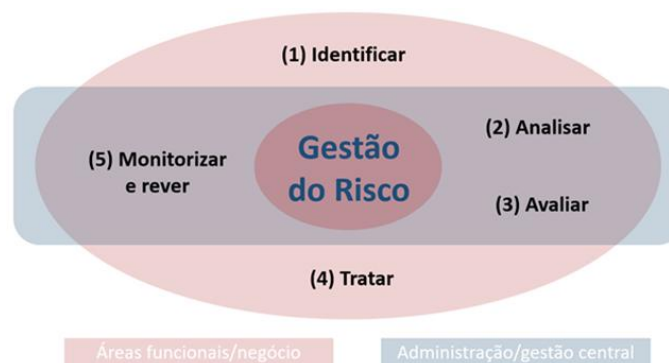 (1) Identificar
(2) Analisar
(5) Monitorizar
e rever
Gestão
do Risco
(3) Avaliar
(4) Tratar
Áreas funcionais/negócio
Administração/gestão central